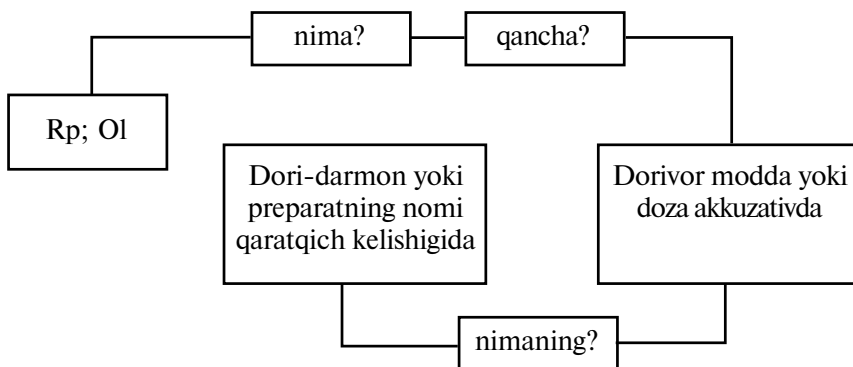 nima?
qancha?
Rp; Ol
Dori-darmon yoki
preparatning nomi
qaratqich kelishigida
Dorivor modda yoki
doza akkuzativda
nimaning?